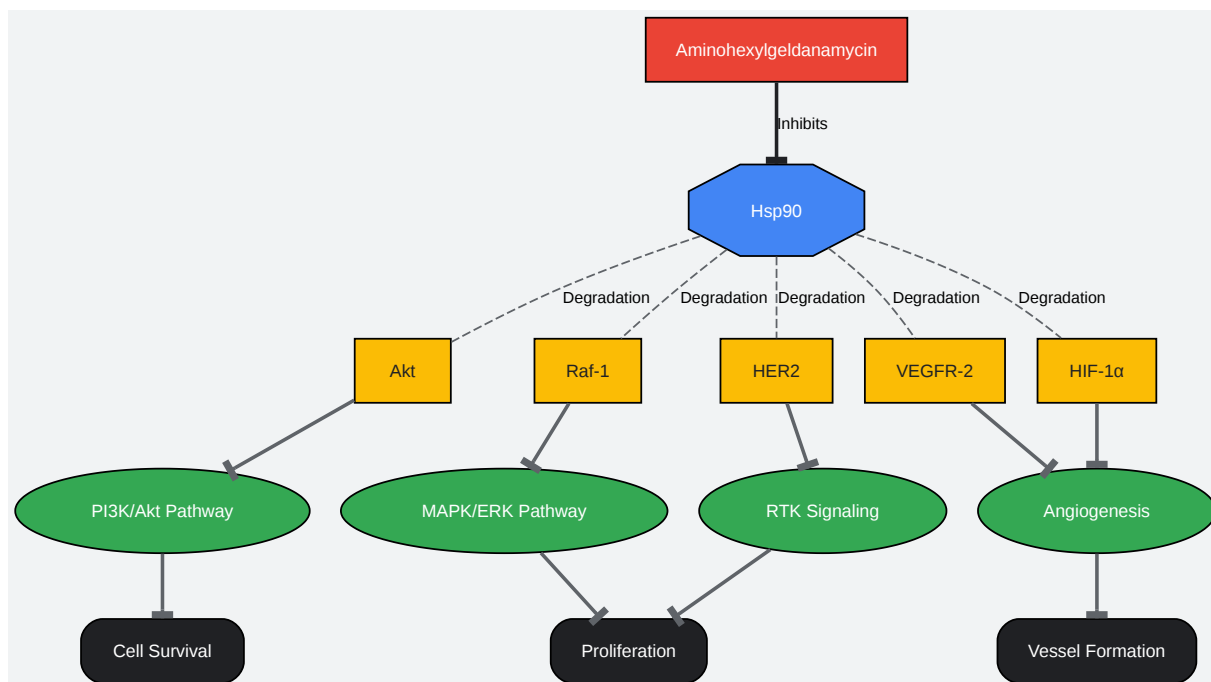 Aminohexylgeldanamycin
Inhibits
Hsp90
Degradation
Degradation
Degradation
Degradation
Degradation
Akt
Raf-1
HER2
VEGFR-2
HIF-1α
PI3K/Akt Pathway
MAPK/ERK Pathway
RTK Signaling
Angiogenesis
Cell Survival
Proliferation
Vessel Formation